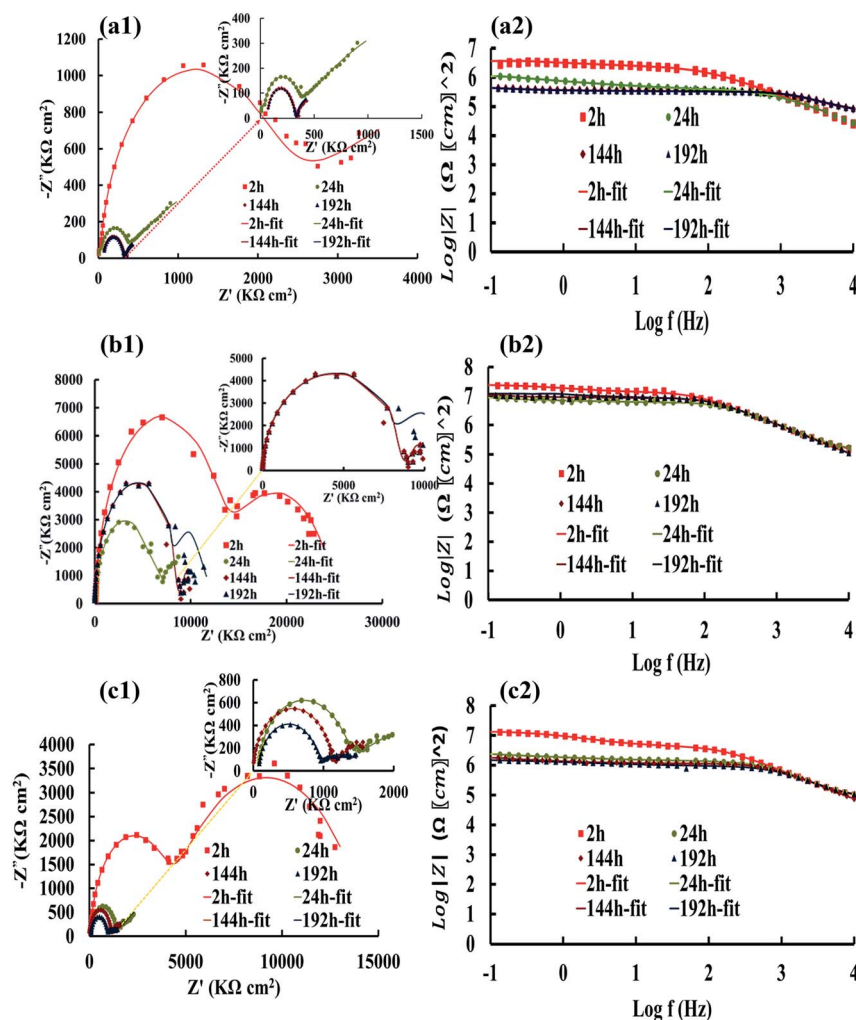 (a1)
-Z"(KΩ cm²)
1200
1000
800
600
400
200
0
0 1000 2000 3000 4000
Z' (KΩ cm²)
-Z"(KΩ cm²)
400
300
200
100
0
0 500 1000 1500
Z' (KΩ cm²)
2h 24h
144h 192h
2h-fit 24h-fit
144h-fit 192h-fit
(a2)
Log|Z| (Ω 〖[cm)〗^2)
7
6
5
4
3
2
1
0
-1 0 1 2 3 4
Log f (Hz)
2h 24h
144h 192h
2h-fit 24h-fit
144h-fit 192h-fit
(b1)
-Z"(KΩ cm²)
8000
7000
6000
5000
4000
3000
2000
1000
0
0 10000 20000 30000
Z' (KΩ cm²)
-Z"(KΩ cm²)
5000
4000
3000
2000
1000
0
0 5000 10000
Z' (KΩ cm²)
2h 2h-fit
24h 24h-fit
144h 144h-fit
192h 192h-fit
(b2)
Log|Z| (Ω 〖[cm)〗^2)
8
7
6
5
4
3
2
1
0
-1 0 1 2 3 4
Log f (Hz)
2h 24h
144h 192h
2h-fit 24h-fit
144h-fit 192h-fit
(c1)
-Z"(KΩ cm²)
4000
3500
3000
2500
2000
1500
1000
500
0
0 5000 10000 15000
Z' (KΩ cm²)
-Z"(KΩ cm²)
800
600
400
200
0
0 1000 2000
Z' (KΩ cm²)
2h 24h
144h 192h
2h-fit 24h-fit
144h-fit 192h-fit
(c2)
Log|Z| (Ω 〖[cm)〗^2)
8
7
6
5
4
3
2
1
0
-1 0 1 2 3 4
Log f (Hz)
2h 24h
144h 192h
2h-fit 24h-fit
144h-fit 192h-fit